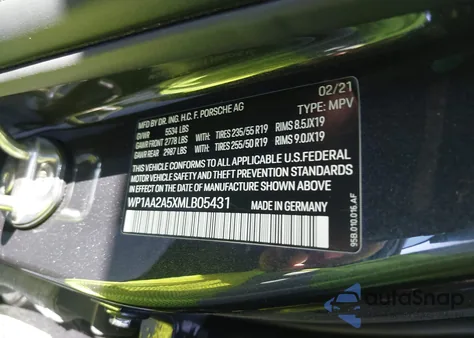 02/21
MFD BY DR. ING. H.C. F. PORSCHE AG TYPE: MPV
GVWR 5534 LBS
GAWR FRONT 2778 LBS WITH TIRES 235/55 R19 RIMS 8.5JX19
GAWR REAR 2987 LBS WITH TIRES 255/50 R19 RIMS 9.0JX19
THIS VEHICLE CONFORMS TO ALL APPLICABLE U.S. FEDERAL
MOTOR VEHICLE SAFETY AND THEFT PREVENTION STANDARDS
IN EFFECT ON THE DATE OF MANUFACTURE SHOWN ABOVE
WP1AA2A5XMLB05431 MADE IN GERMANY
95B.010.016.AF
autoSnap